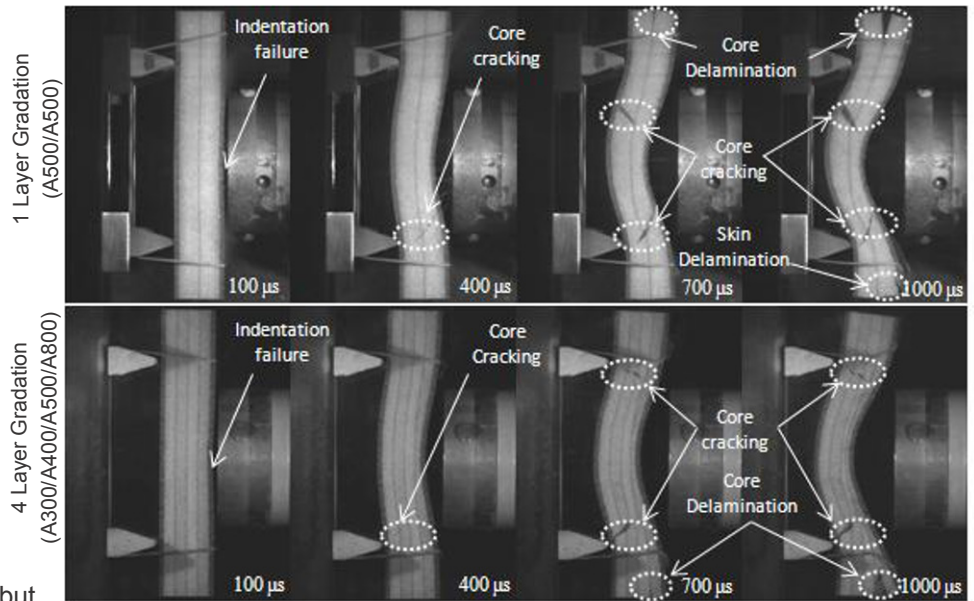 1 Layer Gradation
(A500/A500)
Indentation
failure
Core
cracking
Core
Delamination
Core
cracking
Skin
Delamination
100 µs
400 µs
700 µs
1000 µs
4 Layer Gradation
(A300/A400/A500/A800)
Indentation
failure
Core
Cracking
Core
cracking
Core
Delamination
100 µs
400 µs
700 µs
1000 µs
but